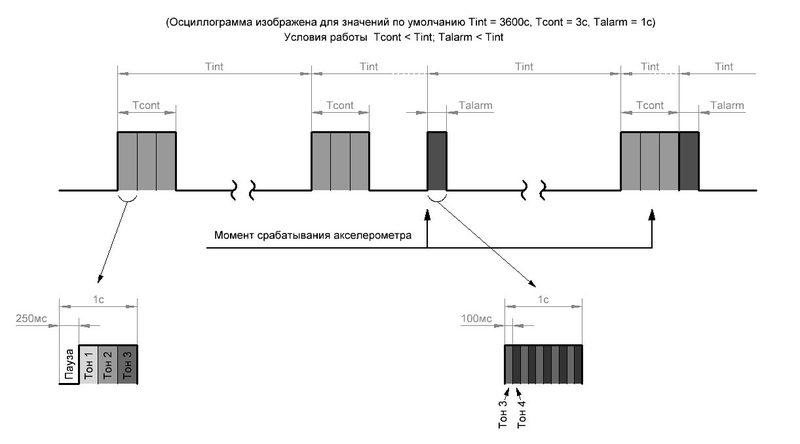 (Осциллограмма изображена для значений по умолчанию Tint = 3600с, Tcont = 3с, Talarm = 1с)
Условия работы Tcont < Tint; Talarm < Tint
Tint Tint Tint Tint Tint
Tcont Tcont Talarm Tcont Talarm
Момент срабатывания акселерометра
1с 1с
250мс 100мс
Пауза Тон 1 Тон 2 Тон 3
Тон 3 Тон 4